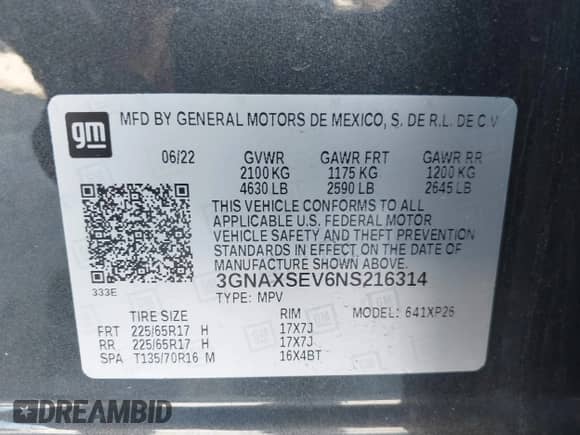 gm
MFD BY GENERAL MOTORS DE MEXICO, S. DE R.L. DE C.V
06/22 GVWR GAWR FRT GAWR RR
2100 KG 1175 KG 1200 KG
4630 LB 2590 LB 2645 LB
THIS VEHICLE CONFORMS TO ALL
APPLICABLE U.S. FEDERAL MOTOR
VEHICLE SAFETY AND THEFT PREVENTION
STANDARDS IN EFFECT ON THE DATE OF
MANUFACTURE SHOWN ABOVE.
333E
3GNAXSEV6NS216314
TYPE: MPV
TIRE SIZE RIM MODEL: 641XP26
FRT 225/65R17 H 17X7J
RR 225/65R17 H 17X7J
SPA T135/70R16 M 16X4BT
DREAMBID